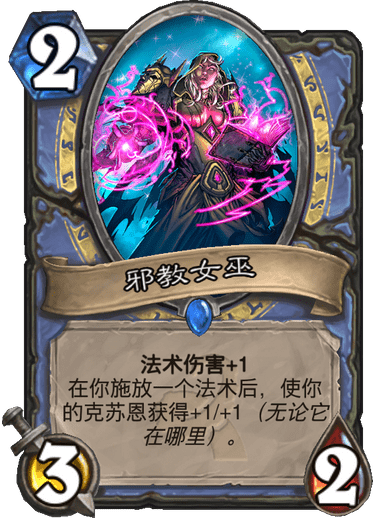 2
邪教女巫
法术伤害+1
在你施放一个法术后，使你
的克苏恩获得+1/+1（无论它
在哪里）。
3
2